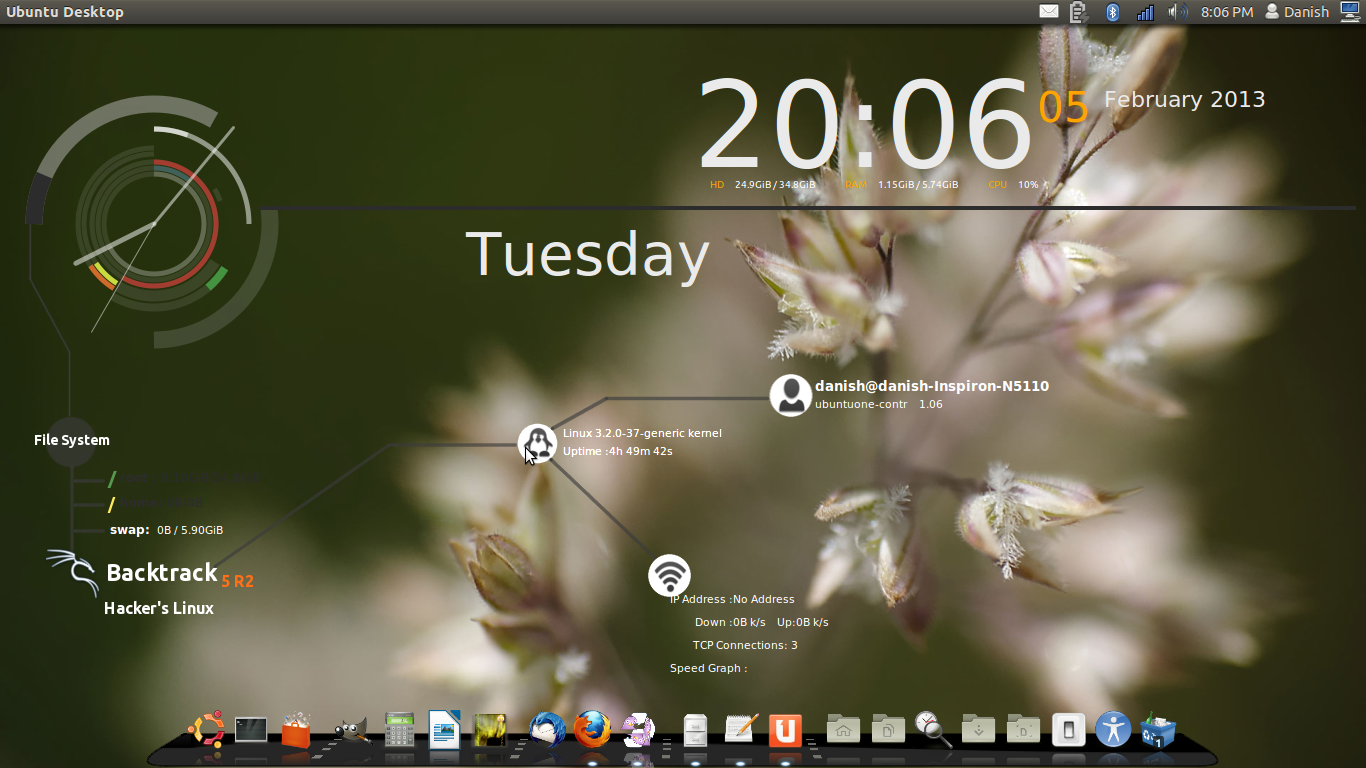 Ubuntu Desktop
8:06 PM Danish
20:06 05 February 2013
HD 24.9GiB / 34.8GiB RAM 1.15GiB / 5.74GiB CPU 10%
Tuesday
danish@danish-Inspiron-N5110
ubuntuone-contr 1.06
Linux 3.2.0-37-generic kernel
Uptime :4h 49m 42s
File System
/
/
swap: 0B / 5.90GiB
Backtrack 5 R2
Hacker's Linux
IP Address :No Address
Down :0B k/s Up:0B k/s
TCP Connections: 3
Speed Graph :
1